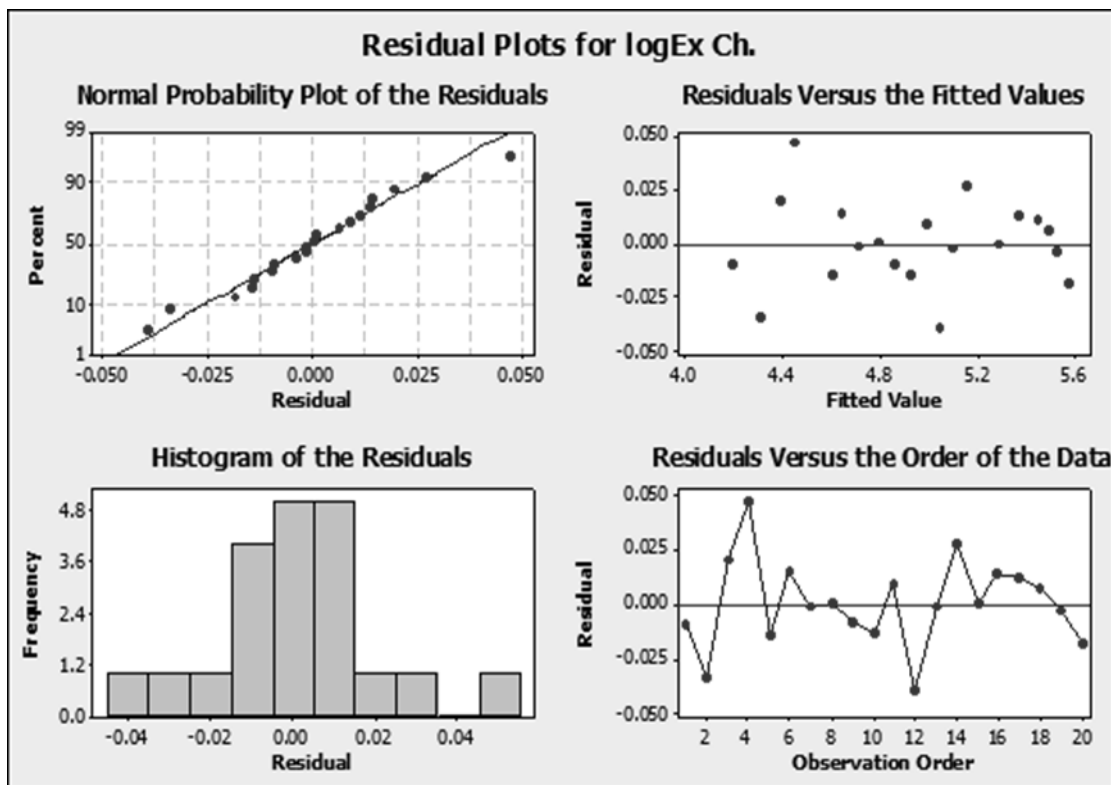 Residual Plots for logEx Ch.
Normal Probability Plot of the Residuals
99
90
50
10
1
Percent
-0.050 -0.025 0.000 0.025 0.050
Residual
Residuals Versus the Fitted Values
0.050
0.025
0.000
-0.025
-0.050
Residual
4.0 4.4 4.8 5.2 5.6
Fitted Value
Histogram of the Residuals
4.8
3.6
2.4
1.2
0.0
Frequency
-0.04 -0.02 0.00 0.02 0.04
Residual
Residuals Versus the Order of the Data
0.050
0.025
0.000
-0.025
-0.050
Residual
2 4 6 8 10 12 14 16 18 20
Observation Order